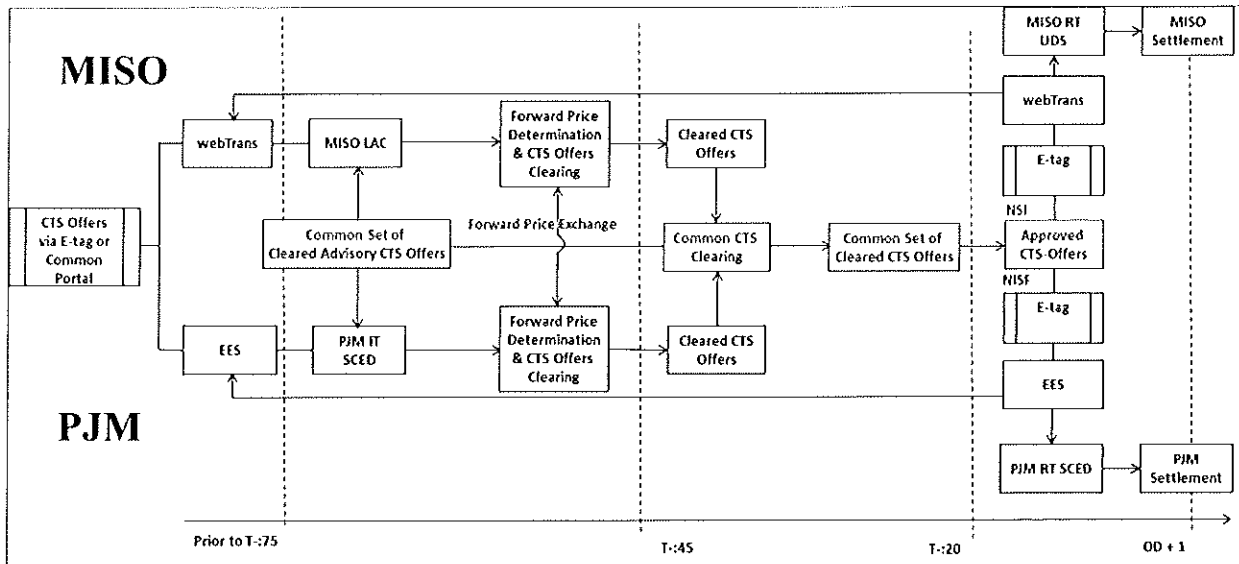 MISO RT
UDS
MISO
Settlement
MISO
webTrans
webTrans
MISO LAC
Forward Price
Determination
& CTS Offers
Clearing
Cleared CTS
Offers
E-tag
CTS Offers
via E-tag or
Common
Portal
Common Set of
Cleared Advisory CTS Offers
Forward Price Exchange
Common CTS
Clearing
Common Set of
Cleared CTS Offers
NSI
Approved
CTS-Offers
E-tag
EES
PJM IT
SCED
Forward Price
Determination
& CTS Offers
Clearing
Cleared CTS
Offers
EES
PJM
PJM RT SCED
PJM
Settlement
Prior to T-:75
T-:45
T-:20
OD + 1